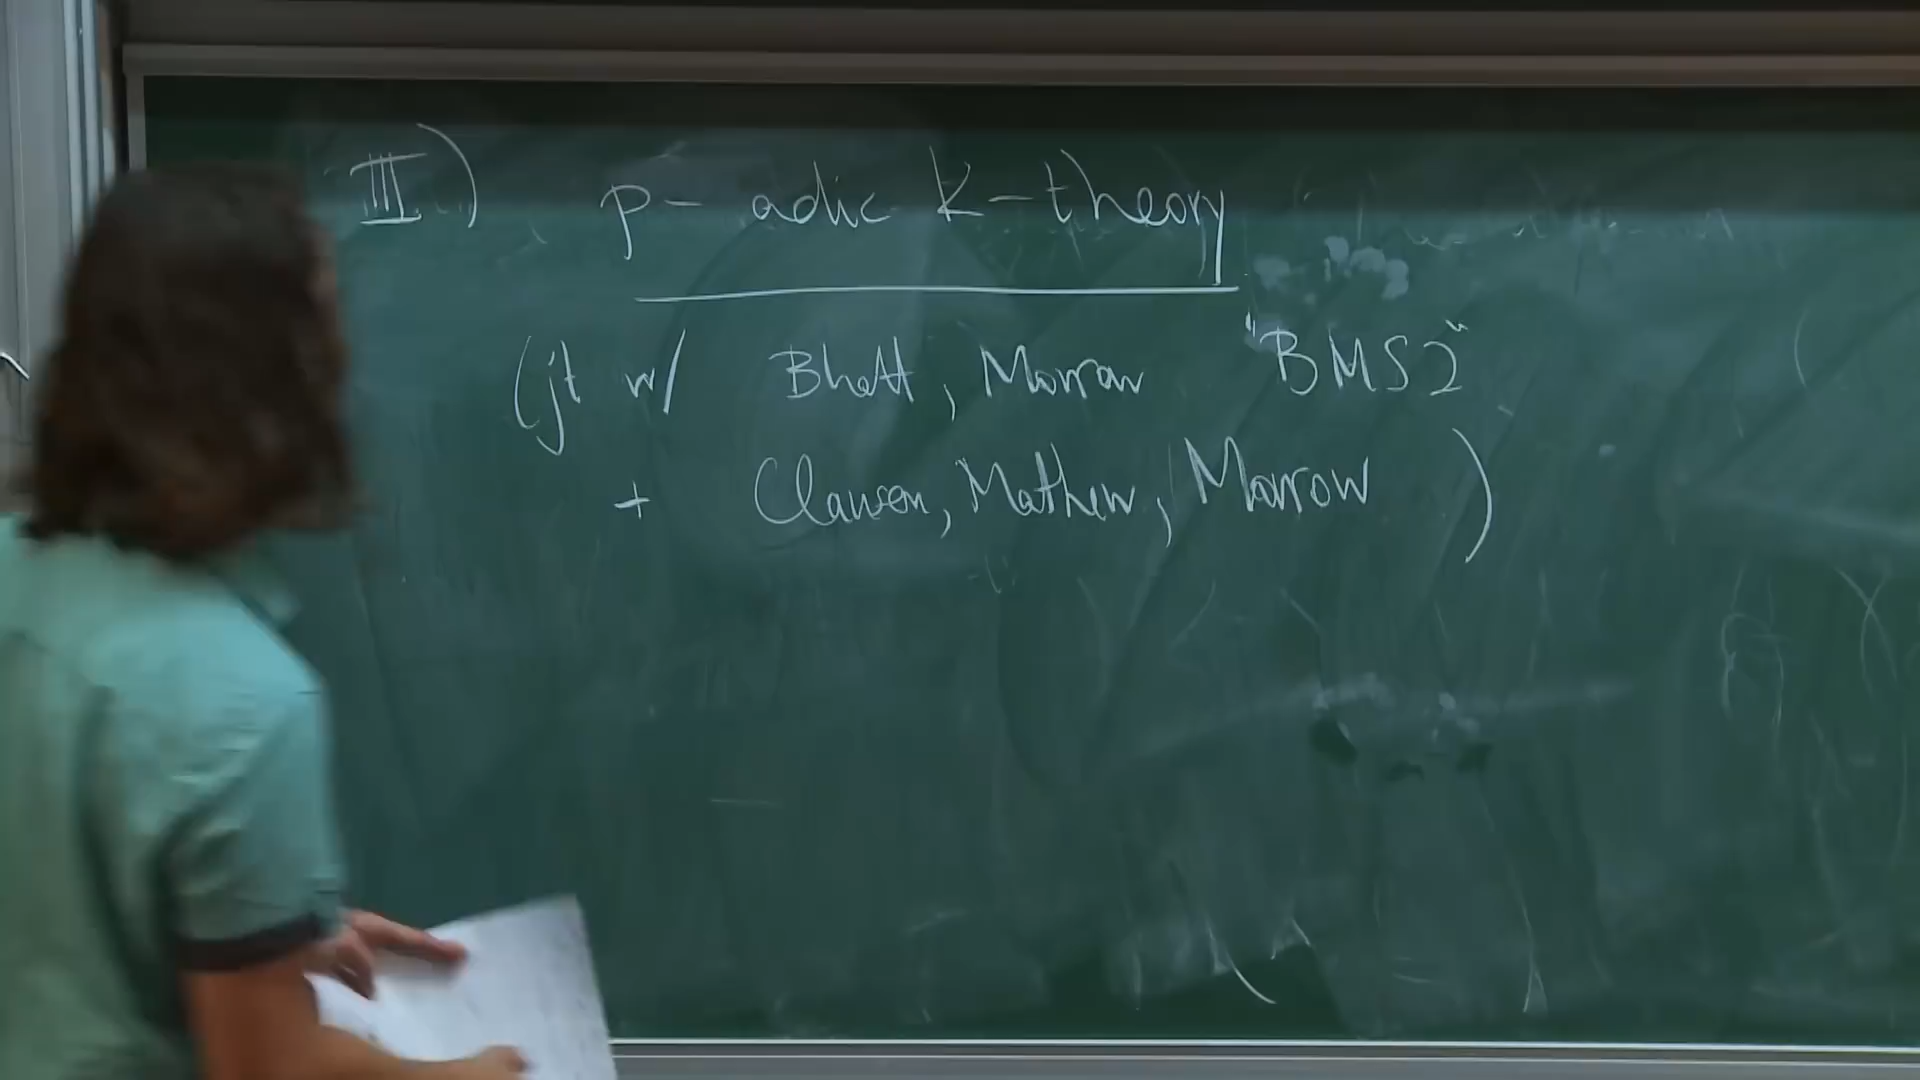 III) p-adic K-theory
(jt w/ Bhatt, Morrow "BMS2"
+ Clausen, Mathew, Morrow )